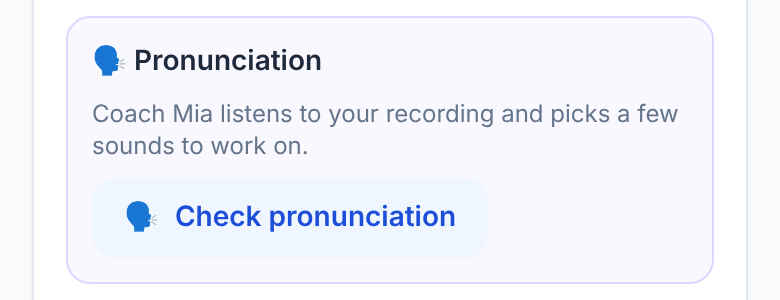 Pronunciation
Coach Mia listens to your recording and picks a few
sounds to work on.
Check pronunciation